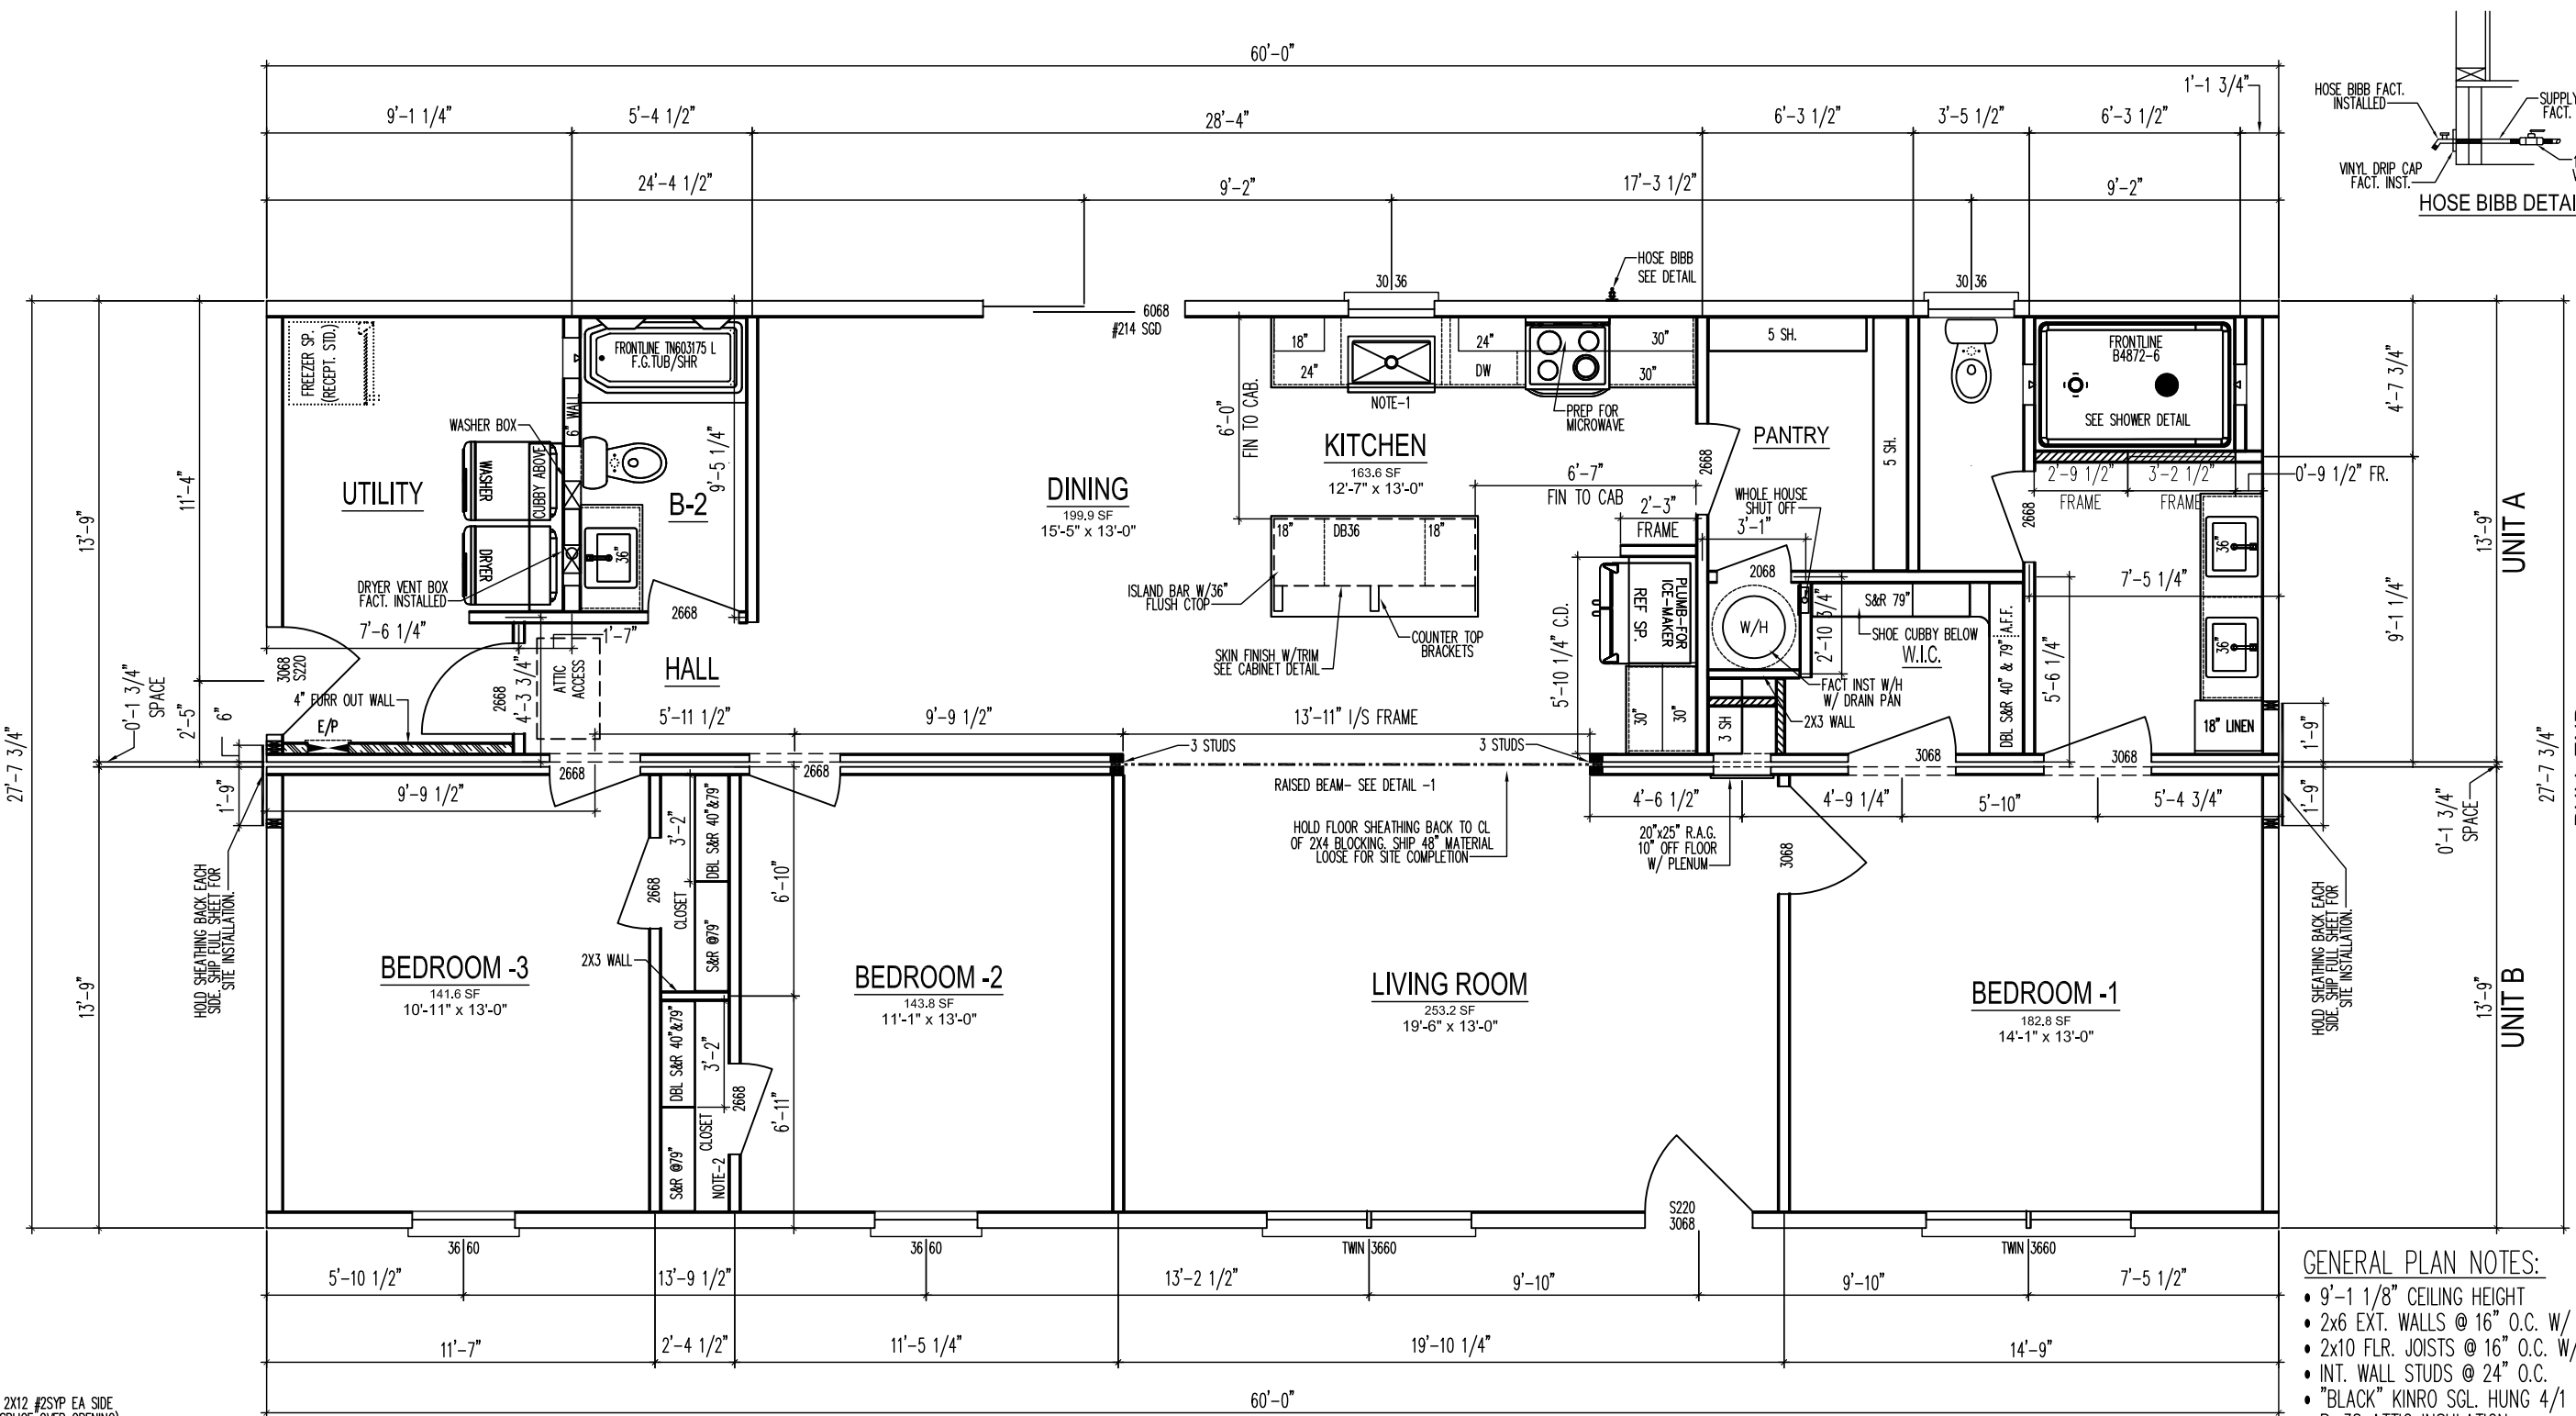 60'-0"
1'-1 3/4"
9'-1 1/4"
5'-4 1/2"
28'-4"
6'-3 1/2"
3'-5 1/2"
6'-3 1/2"
24'-4 1/2"
9'-2"
17'-3 1/2"
9'-2"
HOSE BIBB FACT.
INSTALLED
SUPPLY
FACT.
VINYL DRIP CAP
FACT. INST.
HOSE BIBB DETAI
HOSE BIBB
SEE DETAIL
30 36
30 36
6068
#214 SGD
FREEZER SP.
(RECEPT. STD.)
FRONTLINE TN603175 L
F.G.TUB/SHR
6" WALL
WASHER BOX
WASHER
DRYER
CUBBY ABOVE
UTILITY
B-2
9'-5 1/4"
36"
DRYER VENT BOX
FACT. INSTALLED
2668
7'-6 1/4"
1'-7"
18"
24"
24"
DW
30"
30"
NOTE-1
PREP FOR
MICROWAVE
6'-0"
FIN TO CAB.
KITCHEN
163.6 SF
12'-7" x 13'-0"
DINING
199.9 SF
15'-5" x 13'-0"
6'-7"
FIN TO CAB
2'-3"
FRAME
18"
DB36
18"
ISLAND BAR W/36"
FLUSH CTOP
SKIN FINISH W/TRIM
SEE CABINET DETAIL
COUNTER TOP
BRACKETS
5'-10 1/4" C.D.
PLUMB-FOR
ICE-MAKER
REF SP.
30"
30"
5 SH.
5 SH.
PANTRY
2668
WHOLE HOUSE
SHUT OFF
3'-1"
2068
W/H
2'-10 3/4"
S&R 79"
SHOE CUBBY BELOW
W.I.C.
DBL S&R 40" & 79" A.F.F.
FACT INST W/H
W/ DRAIN PAN
2X3 WALL
3 SH
FRONTLINE
B4872-6
SEE SHOWER DETAIL
2'-9 1/2"
FRAME
3'-2 1/2"
FRAME
0'-9 1/2" FR.
2668
36"
36"
7'-5 1/4"
5'-6 1/4"
18" LINEN
4'-7 3/4"
9'-1 1/4"
13'-9"
UNIT A
27'-7 3/4"
13'-9"
11'-4"
2'-5"
6"
0'-1 3/4"
SPACE
27'-7 3/4"
13'-9"
1'-9"
3068
S220
4" FURR OUT WALL
E/P
2668
4'-3 3/4"
ATTIC
ACCESS
HALL
5'-11 1/2"
9'-9 1/2"
13'-11" I/S FRAME
3 STUDS
3 STUDS
2668
2668
3068
3068
1'-9"
1'-9"
0'-1 3/4"
SPACE
RAISED BEAM- SEE DETAIL -1
HOLD FLOOR SHEATHING BACK TO CL
OF 2X4 BLOCKING. SHIP 48" MATERIAL
LOOSE FOR SITE COMPLETION
20"x25" R.A.G.
10" OFF FLOOR
W/ PLENUM
4'-6 1/2"
4'-9 1/4"
5'-10"
5'-4 3/4"
3068
9'-9 1/2"
3'-2"
DBL S&R 40"&79"
2668
CLOSET
S&R @79"
6'-10"
2X3 WALL
DBL S&R 40"&79"
3'-2"
S&R @79"
CLOSET
NOTE-2
2668
6'-11"
HOLD SHEATHING BACK EACH
SIDE. SHIP FULL SHEET FOR
SITE INSTALLATION.
BEDROOM -3
141.6 SF
10'-11" x 13'-0"
BEDROOM -2
143.8 SF
11'-1" x 13'-0"
LIVING ROOM
253.2 SF
19'-6" x 13'-0"
BEDROOM -1
182.8 SF
14'-1" x 13'-0"
HOLD SHEATHING BACK EACH
SIDE. SHIP FULL SHEET FOR
SITE INSTALLATION.
13'-9"
UNIT B
S220
3068
36 60
36 60
TWIN 3660
TWIN 3660
5'-10 1/2"
13'-9 1/2"
13'-2 1/2"
9'-10"
9'-10"
7'-5 1/2"
11'-7"
2'-4 1/2"
11'-5 1/4"
19'-10 1/4"
14'-9"
60'-0"
GENERAL PLAN NOTES:
• 9'-1 1/8" CEILING HEIGHT
• 2x6 EXT. WALLS @ 16" O.C. W/
• 2x10 FLR. JOISTS @ 16" O.C. W/
• INT. WALL STUDS @ 24" O.C.
• "BLACK" KINRO SGL. HUNG 4/1
2X12 #2SYP EA SIDE